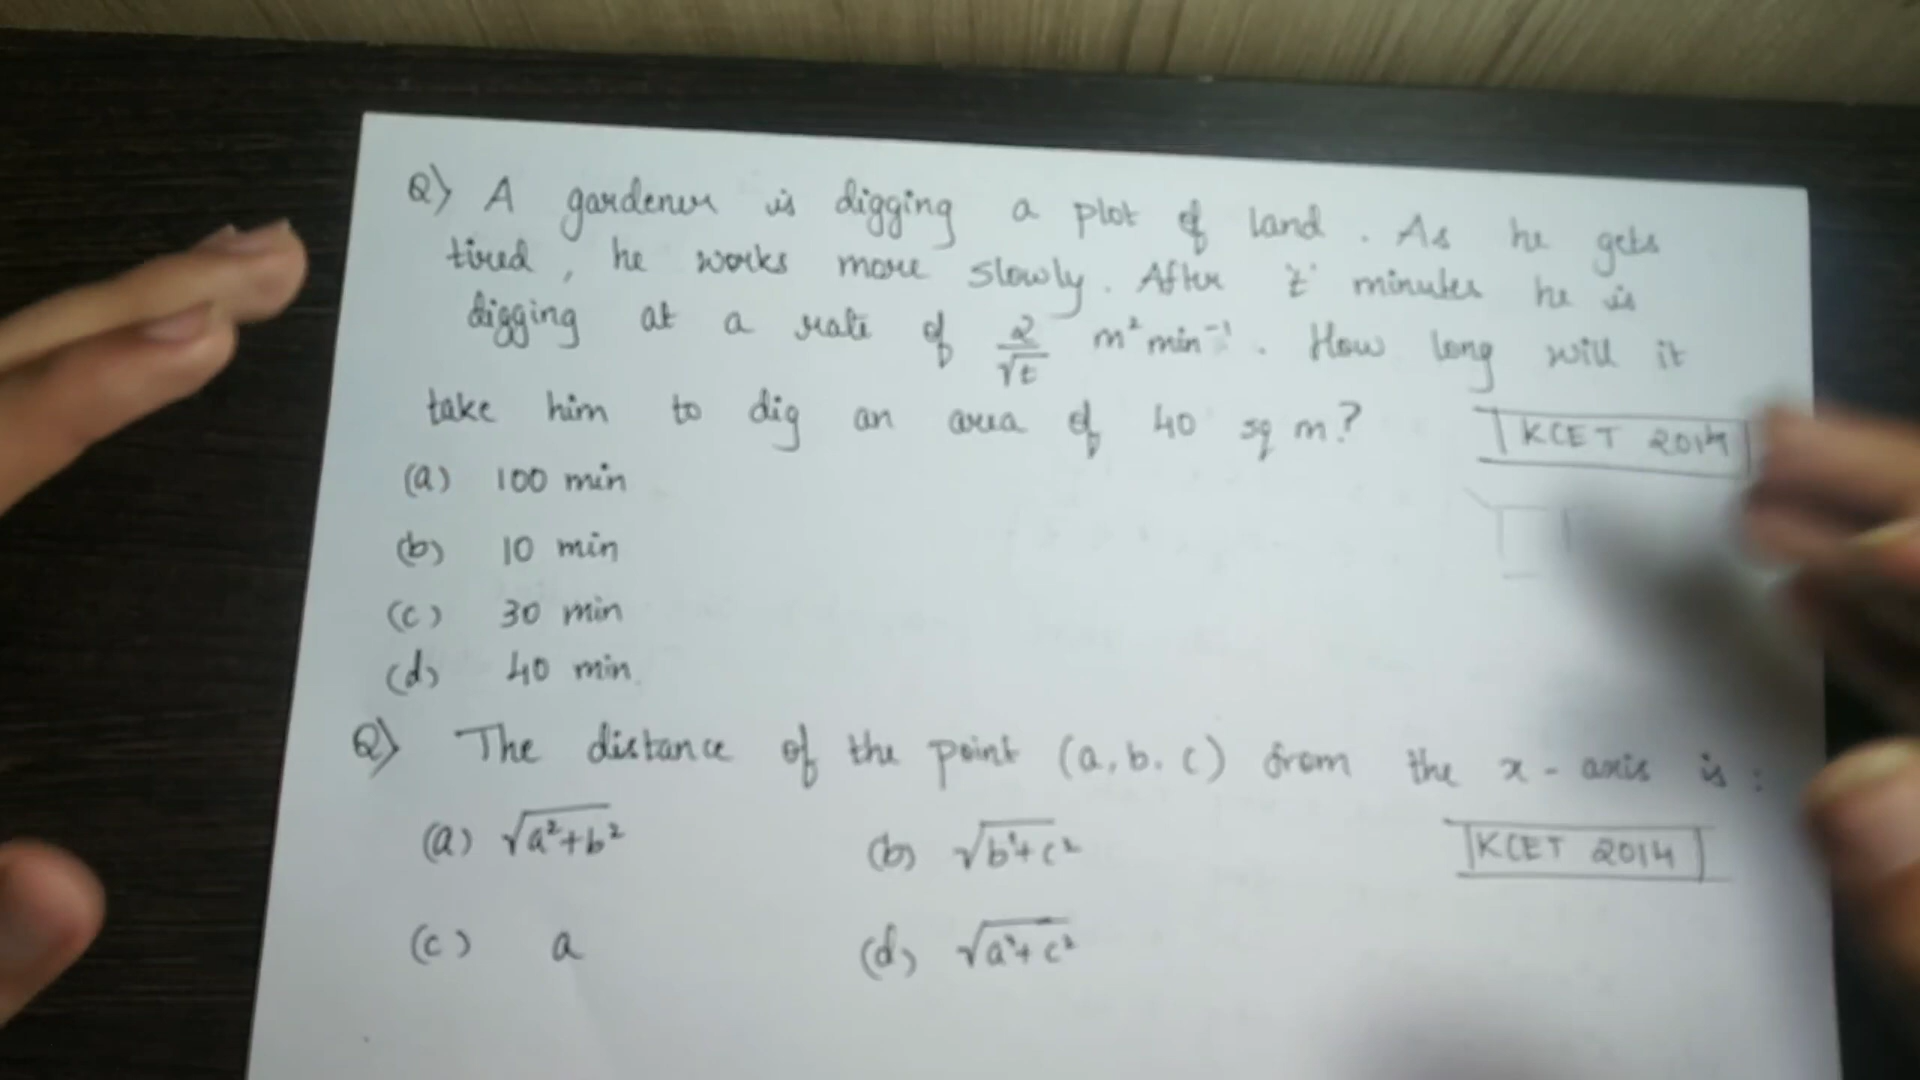 Q) A gardener is digging a plot of land. As he gets
tired, he works more slowly. After 't' minutes he is
digging at a rate of 2/√t m² min⁻¹. How long will it
take him to dig an area of 40 sq m?
KCET 2014
(a) 100 min
(b) 10 min
(c) 30 min
(d) 40 min.
Q) The distance of the point (a, b, c) from the x-axis is:
(a) √a²+b² (b) √b²+c²
KCET 2014
(c) a (d) √a²+c²